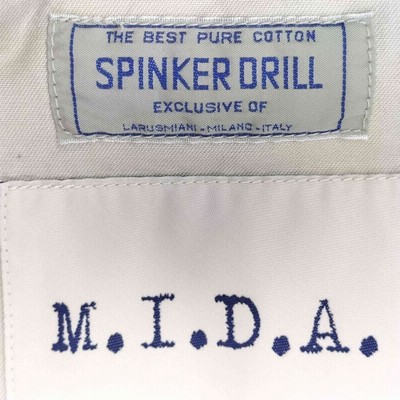 THE BEST PURE COTTON
SPINKER DRILL
EXCLUSIVE OF
LARUSMIANI - MILANO - ITALY
M.I.D.A.